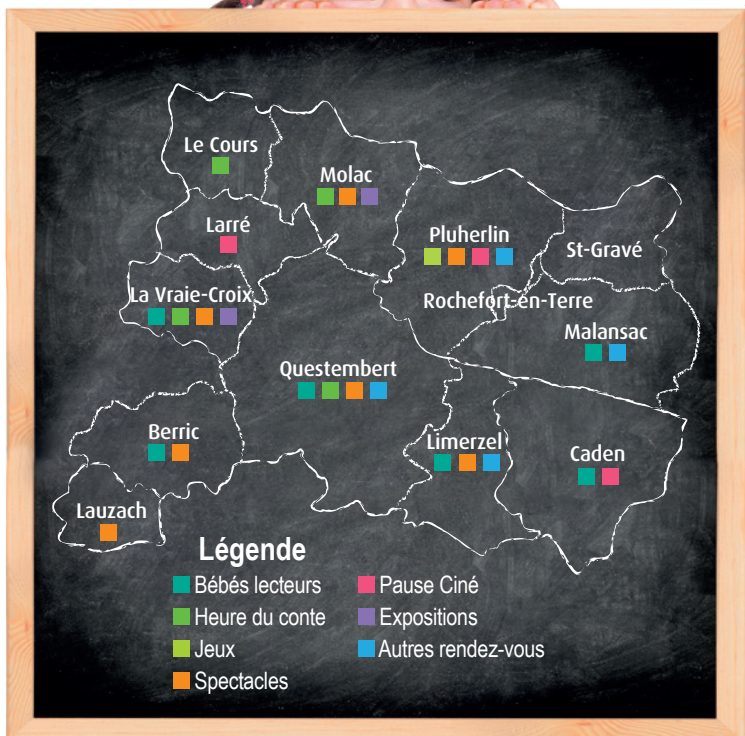 Le Cours
Molac
Larré
Pluherlin
St-Gravé
La Vraie-Croix
Rochefort-en-Terre
Malansac
Questembert
Berric
Limerzel
Caden
Lauzach
Légende
Bébés lecteurs
Heure du conte
Jeux
Spectacles
Pause Ciné
Expositions
Autres rendez-vous